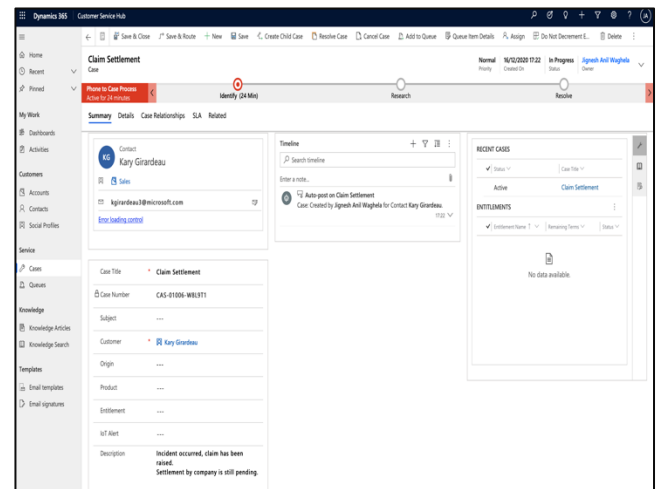 Dynamics 365 Customer Service Hub
Save & Close Save & Route New Save Create Child Case Resolve Case Cancel Case Add to Queue Queue Item Details Assign Do Not Decrement E... Delete
Home
Recent
Pinned
My Work
Dashboards
Activities
Customers
Accounts
Contacts
Social Profiles
Service
Cases
Queues
Knowledge
Knowledge Articles
Knowledge Search
Templates
Email templates
Email signatures
Claim Settlement
Case
Normal 16/12/2020 17:22 In Progress Jignesh Anil Waghela
Priority Created On Status Owner
Phone to Case Process
Active for 24 minutes
Identify (24 Min) Research Resolve
Summary Details Case Relationships SLA Related
KG
Contact
Kary Girardeau
Sales
kgirardeau3@microsoft.com
Error loading control
Case Title * Claim Settlement
Case Number CAS-01006-W8L9T1
Subject ---
Customer * Kary Girardeau
Origin ---
Product ---
Entitlement ---
IoT Alert ---
Description Incident occurred, claim has been
raised.
Settlement by company is still pending.
Timeline
Search timeline
Enter a note...
Auto-post on Claim Settlement
Case: Created by Jignesh Anil Waghela for Contact Kary Girardeau.
17:22
RECENT CASES
Status Case Title
Active Claim Settlement
ENTITLEMENTS
Entitlement Name Remaining Terms Status
No data available.